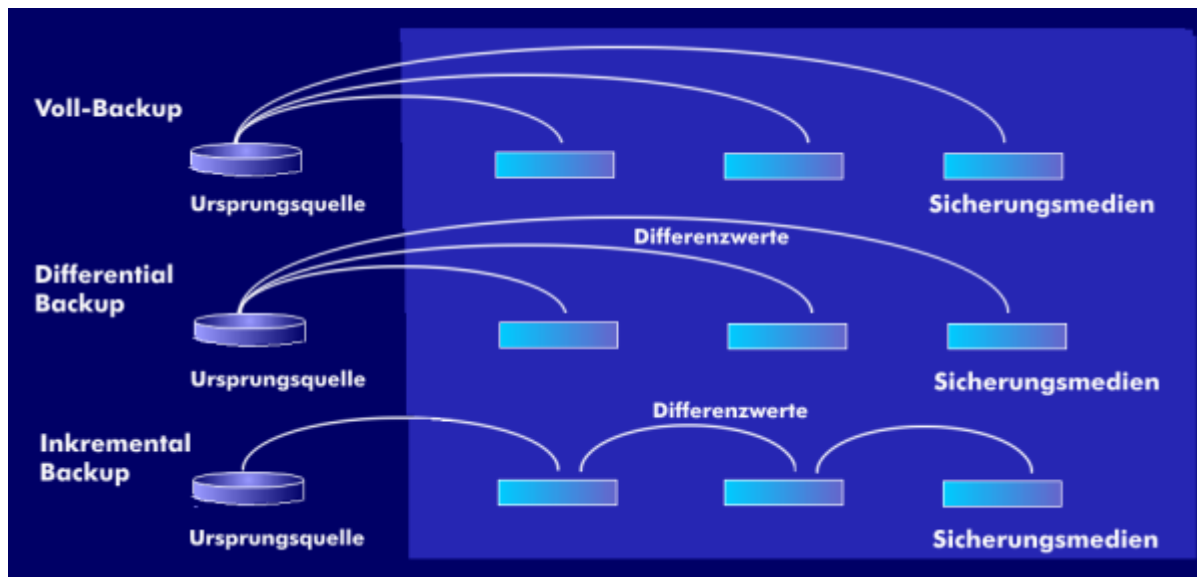 Voll-Backup
Ursprungsquelle
Sicherungsmedien
Differenzwerte
Differential
Backup
Ursprungsquelle
Sicherungsmedien
Differenzwerte
Inkremental
Backup
Ursprungsquelle
Sicherungsmedien